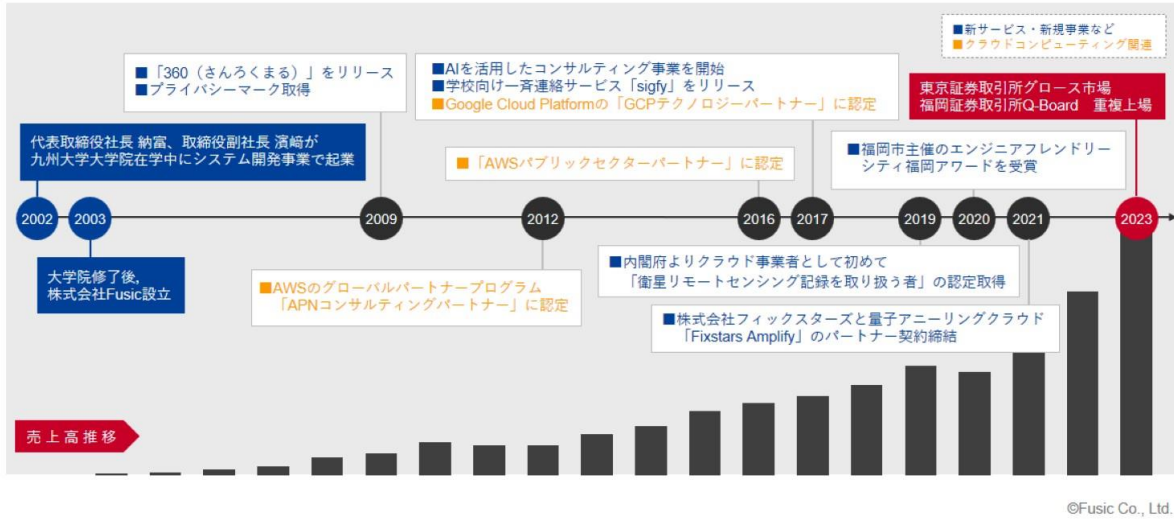 ■新サービス・新規事業など
■クラウドコンピューティング関連
■「360（さんろくまる）」をリリース
■プライバシーマーク取得
■AIを活用したコンサルティング事業を開始
■学校向け一斉連絡サービス「sigfy」をリリース
■Google Cloud Platformの「GCPテクノロジーパートナー」に認定
東京証券取引所グロース市場
福岡証券取引所Q-Board　重複上場
代表取締役社長 納富、取締役副社長 濱﨑が
九州大学大学院在学中にシステム開発事業で起業
■「AWSパブリックセクターパートナー」に認定
■福岡市主催のエンジニアフレンドリー
シティ福岡アワードを受賞
2002
2003
2009
2012
2016
2017
2019
2020
2021
2023
大学院修了後,
株式会社Fusic設立
■AWSのグローバルパートナープログラム
「APNコンサルティングパートナー」に認定
■内閣府よりクラウド事業者として初めて
「衛星リモートセンシング記録を取り扱う者」の認定取得
■株式会社フィックスターズと量子アニーリングクラウド
「Fixstars Amplify」のパートナー契約締結
売上高推移
©Fusic Co., Ltd.